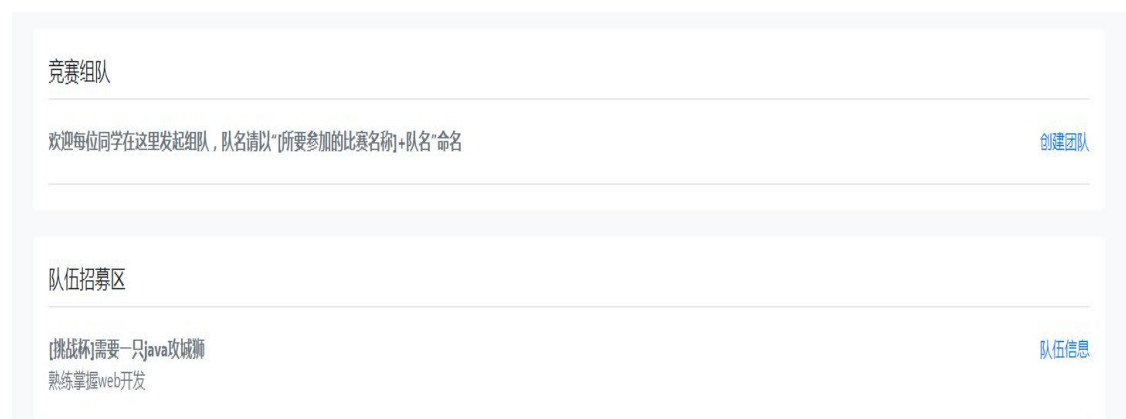 竞赛组队
欢迎每位同学在这里发起组队，队名请以“[所要参加的比赛名称]+队名”命名
创建团队
队伍招募区
[挑战杯]需要一只java攻城狮
队伍信息
熟练掌握web开发